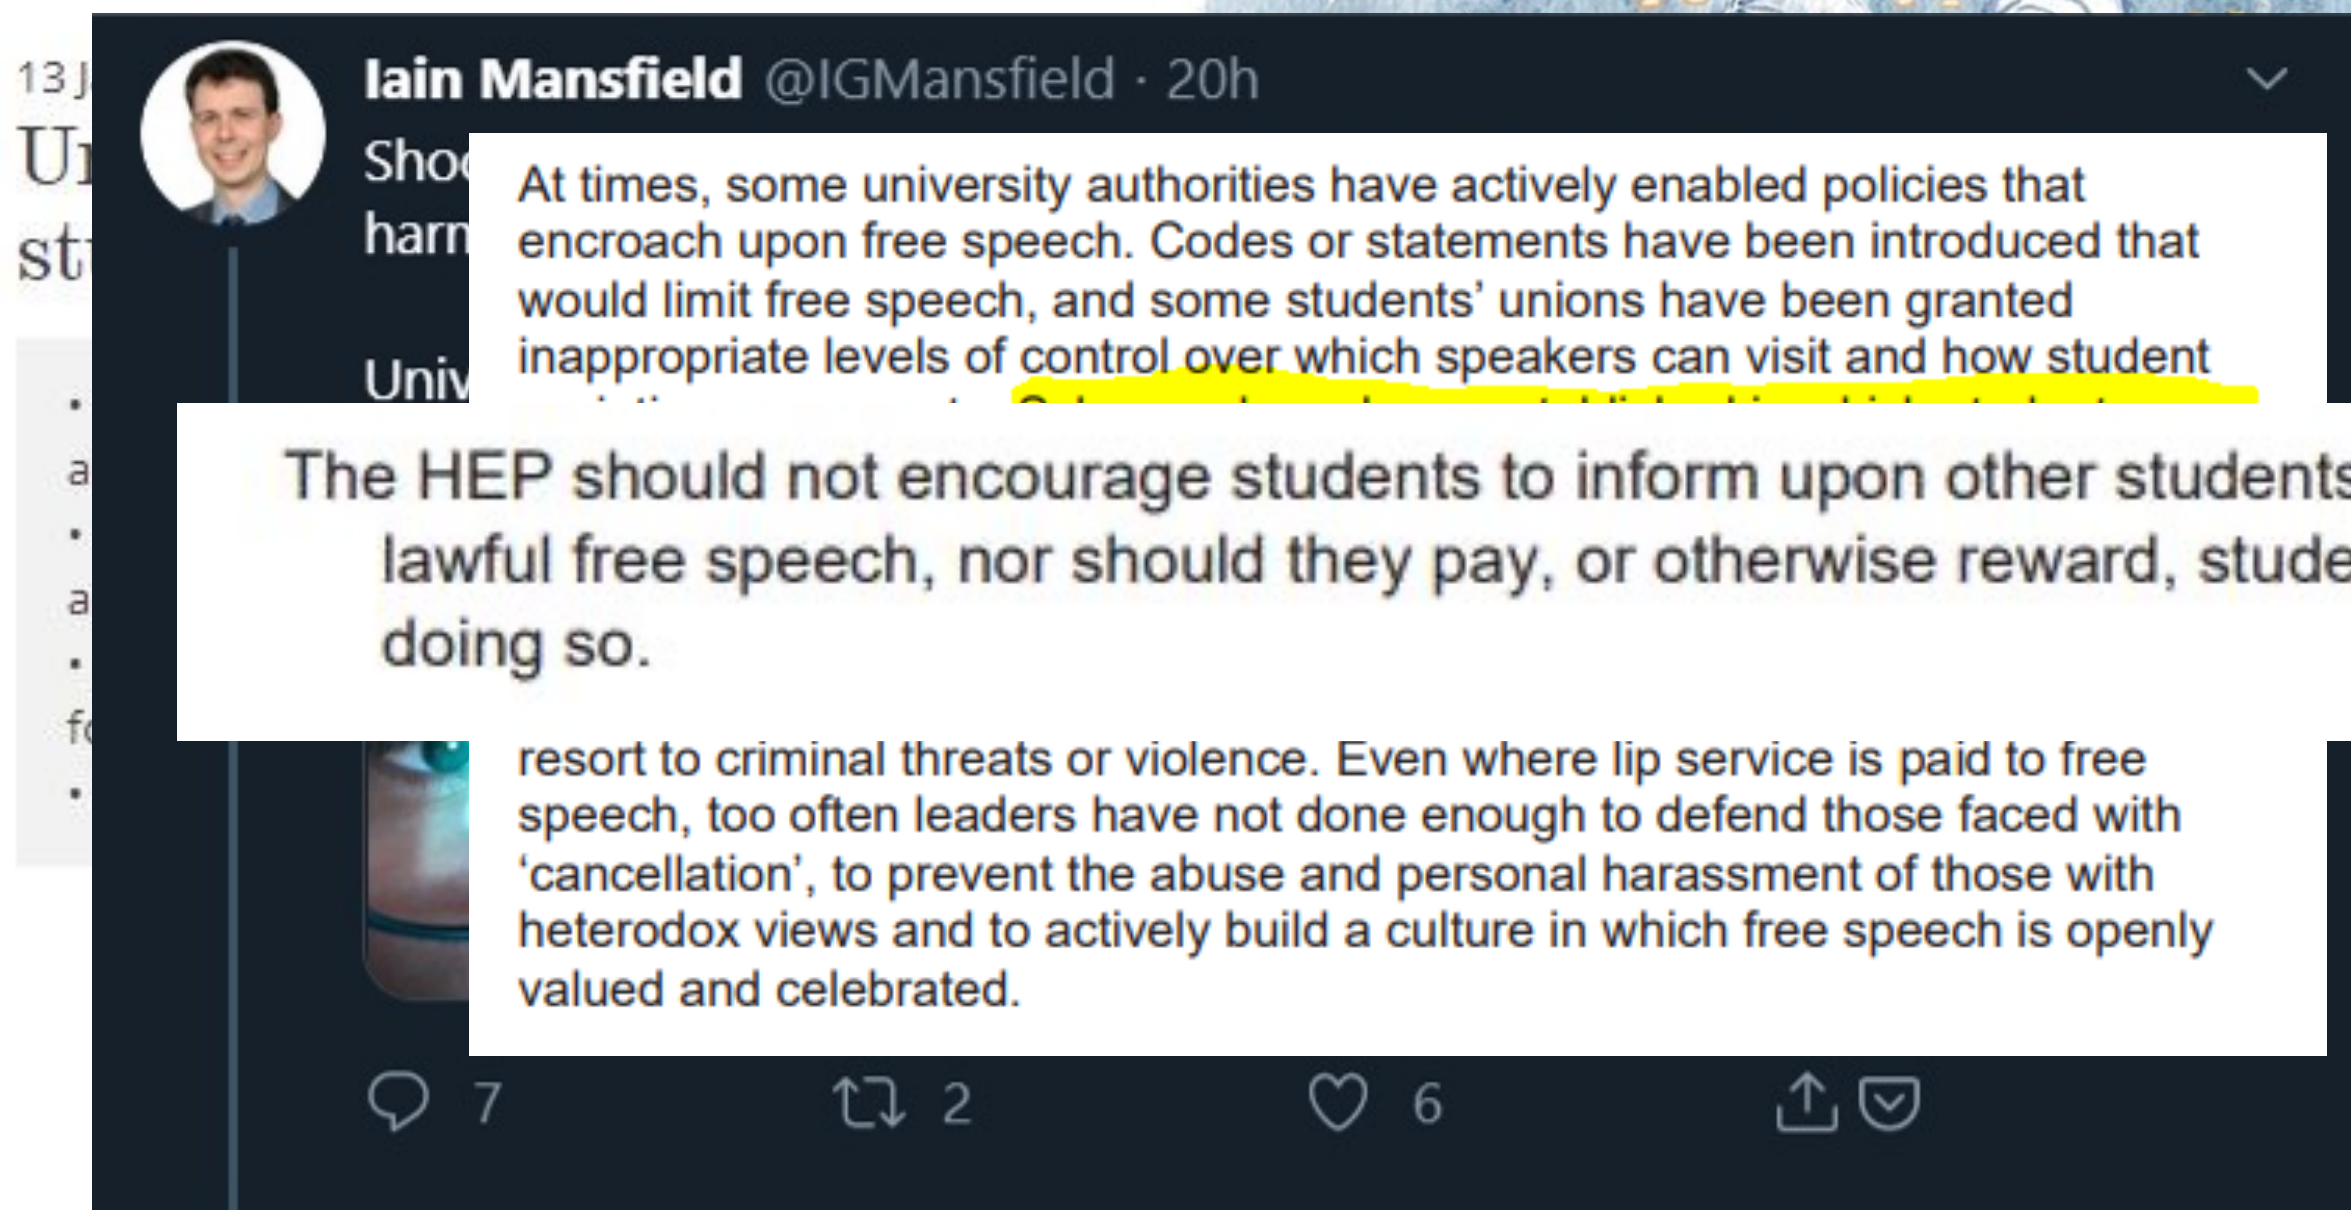 13
Iain Mansfield @IGMansfield · 20h
At times, some university authorities have actively enabled policies that
encroach upon free speech. Codes or statements have been introduced that
would limit free speech, and some students’ unions have been granted
inappropriate levels of control over which speakers can visit and how student
The HEP should not encourage students to inform upon other students
lawful free speech, nor should they pay, or otherwise reward,
doing so.
resort to criminal threats or violence. Even where lip service is paid to free
speech, too often leaders have not done enough to defend those faced with
‘cancellation’, to prevent the abuse and personal harassment of those with
heterodox views and to actively build a culture in which free speech is openly
valued and celebrated.
7 2 6